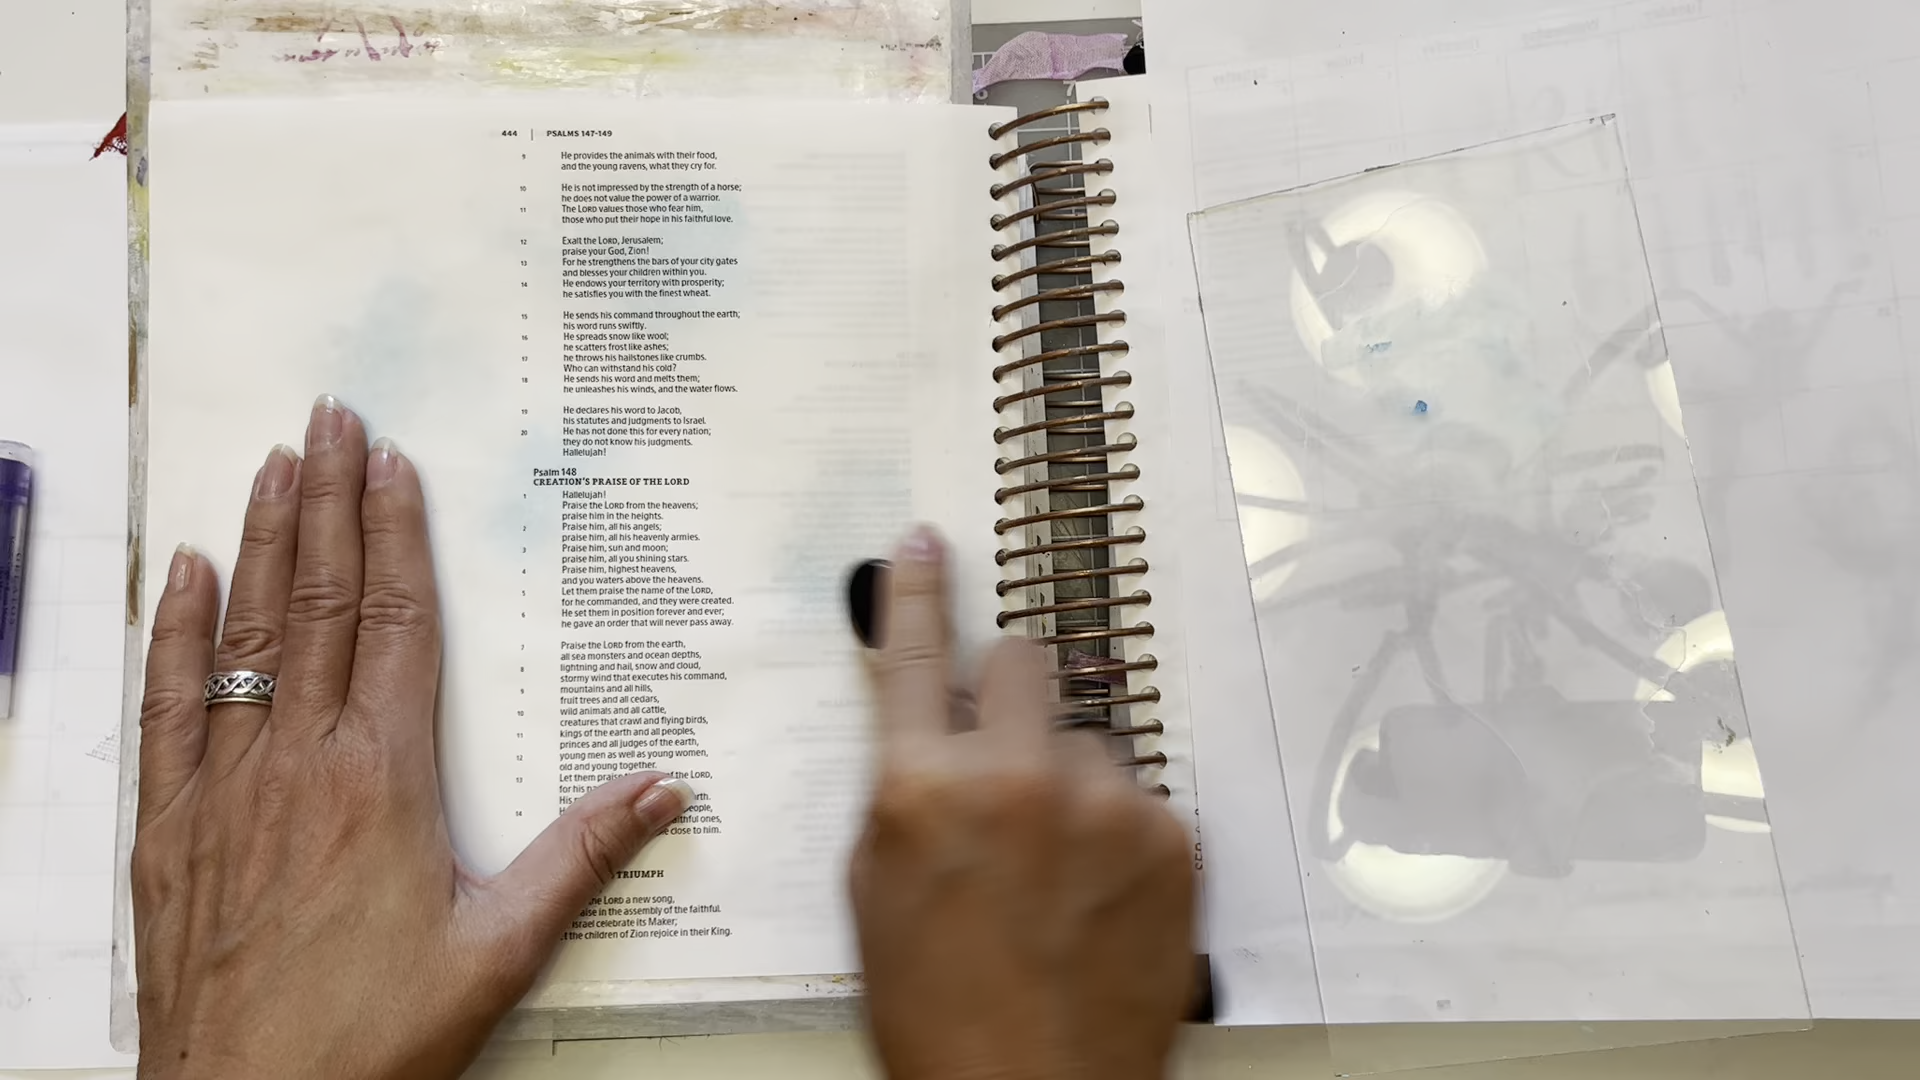 444 | PSALMS 147-149
9 He provides the animals with their food,
and the young ravens, what they cry for.
10 He is not impressed by the strength of a horse;
he does not value the power of a warrior.
11 The LORD values those who fear him,
those who put their hope in his faithful love.
12 Exalt the LORD, Jerusalem;
praise your God, Zion!
13 For he strengthens the bars of your city gates
and blesses your children within you.
14 He endows your territory with prosperity;
he satisfies you with the finest wheat.
15 He sends his command throughout the earth;
his word runs swiftly.
16 He spreads snow like wool;
he scatters frost like ashes;
17 he throws his hailstones like crumbs.
Who can withstand his cold?
18 He sends his word and melts them;
he unleashes his winds, and the water flows.
19 He declares his word to Jacob,
his statutes and judgments to Israel.
20 He has not done this for every nation;
they do not know his judgments.
Hallelujah!
Psalm 148
CREATION'S PRAISE OF THE LORD
1 Hallelujah!
Praise the LORD from the heavens;
praise him in the heights.
2 Praise him, all his angels;
praise him, all his heavenly armies.
3 Praise him, sun and moon;
praise him, all you shining stars.
4 Praise him, highest heavens,
and you waters above the heavens.
5 Let them praise the name of the LORD,
for he commanded, and they were created.
6 He set them in position forever and ever;
he gave an order that will never pass away.
7 Praise the LORD from the earth,
all sea monsters and ocean depths,
8 lightning and hail, snow and cloud,
stormy wind that executes his command,
9 mountains and all hills,
fruit trees and all cedars,
10 wild animals and all cattle,
creatures that crawl and flying birds,
11 kings of the earth and all peoples,
princes and all judges of the earth,
12 young men as well as young women,
old and young together.
13 Let them praise of the LORD,
for his
His
14
close to him.
TRIUMPH
the LORD a new song,
in the assembly of the faithful.
Israel celebrate its Maker;
the children of Zion rejoice in their King.